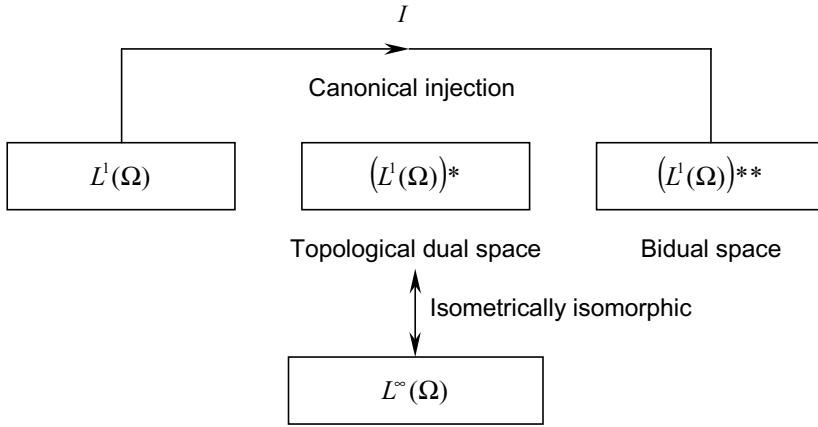 I
Canonical injection
L¹(Ω)
(L¹(Ω))*
(L¹(Ω))**
Topological dual space
Bidual space
Isometrically isomorphic
L∞(Ω)